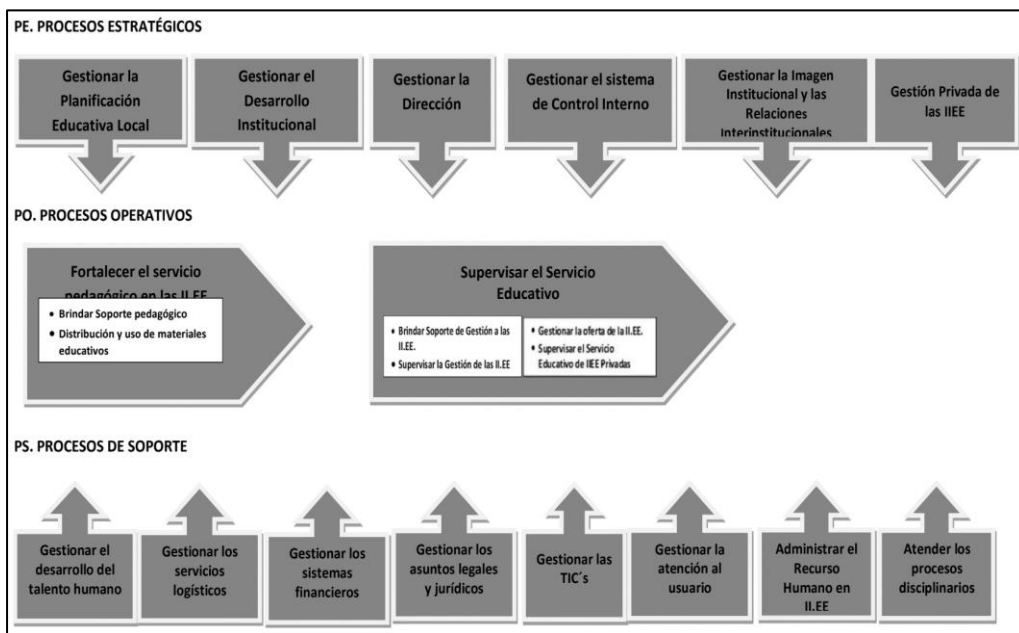 PE. PROCESOS ESTRATÉGICOS
Gestionar la
Planificación
Educativa Local
Gestionar el
Desarrollo
Institucional
Gestionar la
Dirección
Gestionar el sistema
de Control Interno
Gestionar la Imagen
Institucional y las
Relaciones
Interinstitucionales
Gestión Privada de
las IIEE
PO. PROCESOS OPERATIVOS
Fortalecer el servicio
pedagógico en las II.EE
• Brindar Soporte pedagógico
• Distribución y uso de materiales
educativos
Supervisar el Servicio
Educativo
• Brindar Soporte de Gestión a las
II.EE.
• Supervisar la Gestión de las II.EE
• Gestionar la oferta de la II.EE.
• Supervisar el Servicio
Educativo de IIEE Privadas
PS. PROCESOS DE SOPORTE
Gestionar el
desarrollo del
talento humano
Gestionar los
servicios
logísticos
Gestionar los
sistemas
financieros
Gestionar los
asuntos legales
y jurídicos
Gestionar las
TIC´s
Gestionar la
atención al
usuario
Administrar el
Recurso
Humano en
II.EE
Atender los
procesos
disciplinarios